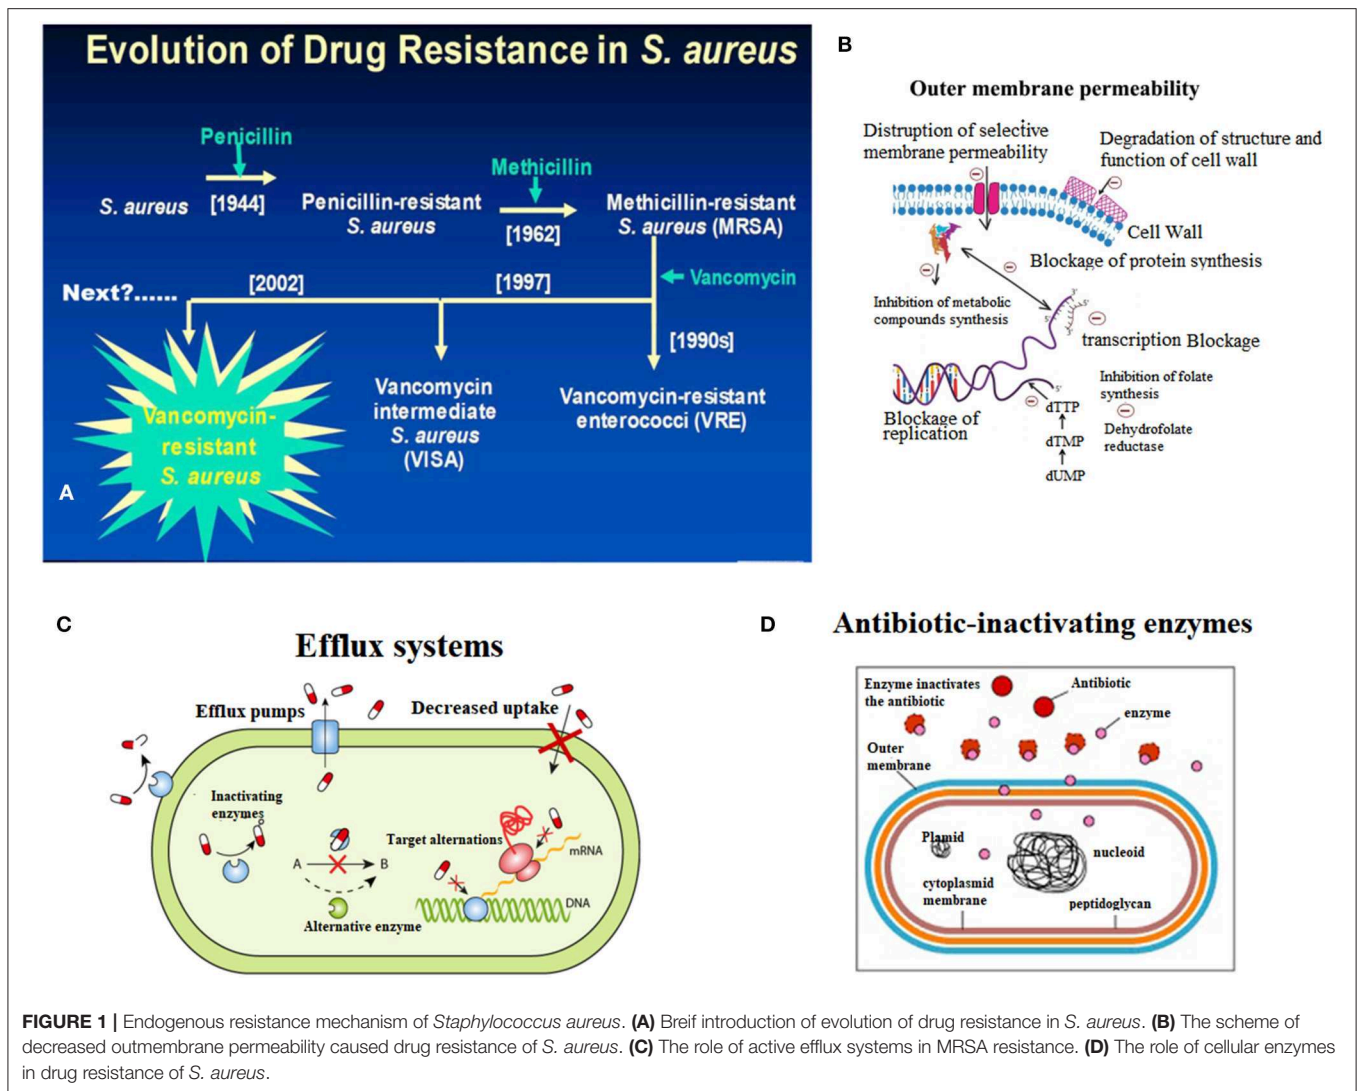 Evolution of Drug Resistance in S. aureus
Penicillin
S. aureus
[1944]
Penicillin-resistant
S. aureus
Methicillin
[1962]
Methicillin-resistant
S. aureus (MRSA)
Vancomycin
[1990s]
Vancomycin-resistant
enterococci (VRE)
[1997]
Vancomycin
intermediate
S. aureus
(VISA)
[2002]
Next?......
Vancomycin-
resistant
S. aureus
A
B
Outer membrane permeability
Distruption of selective
membrane permeability
Degradation of structure and
function of cell wall
Cell Wall
Blockage of protein synthesis
Inhibition of metabolic
compounds synthesis
3'
5'
3'
5'
transcription Blockage
Blockage of
replication
5'
dTTP
dTMP
dUMP
Inhibition of folate
synthesis
Dehydrofolate
reductase
C
Efflux systems
Efflux pumps
Decreased uptake
Inactivating
enzymes
A
B
Alternative enzyme
Target alternations
mRNA
DNA
D
Antibiotic-inactivating enzymes
Enzyme inactivates
the antibiotic
Antibiotic
enzyme
Outer
membrane
Plamid
nucleoid
cytoplasmid
membrane
peptidoglycan
FIGURE 1 | Endogenous resistance mechanism of Staphylococcus aureus. (A) Breif introduction of evolution of drug resistance in S. aureus. (B) The scheme of
decreased outmembrane permeability caused drug resistance of S. aureus. (C) The role of active efflux systems in MRSA resistance. (D) The role of cellular enzymes
in drug resistance of S. aureus.